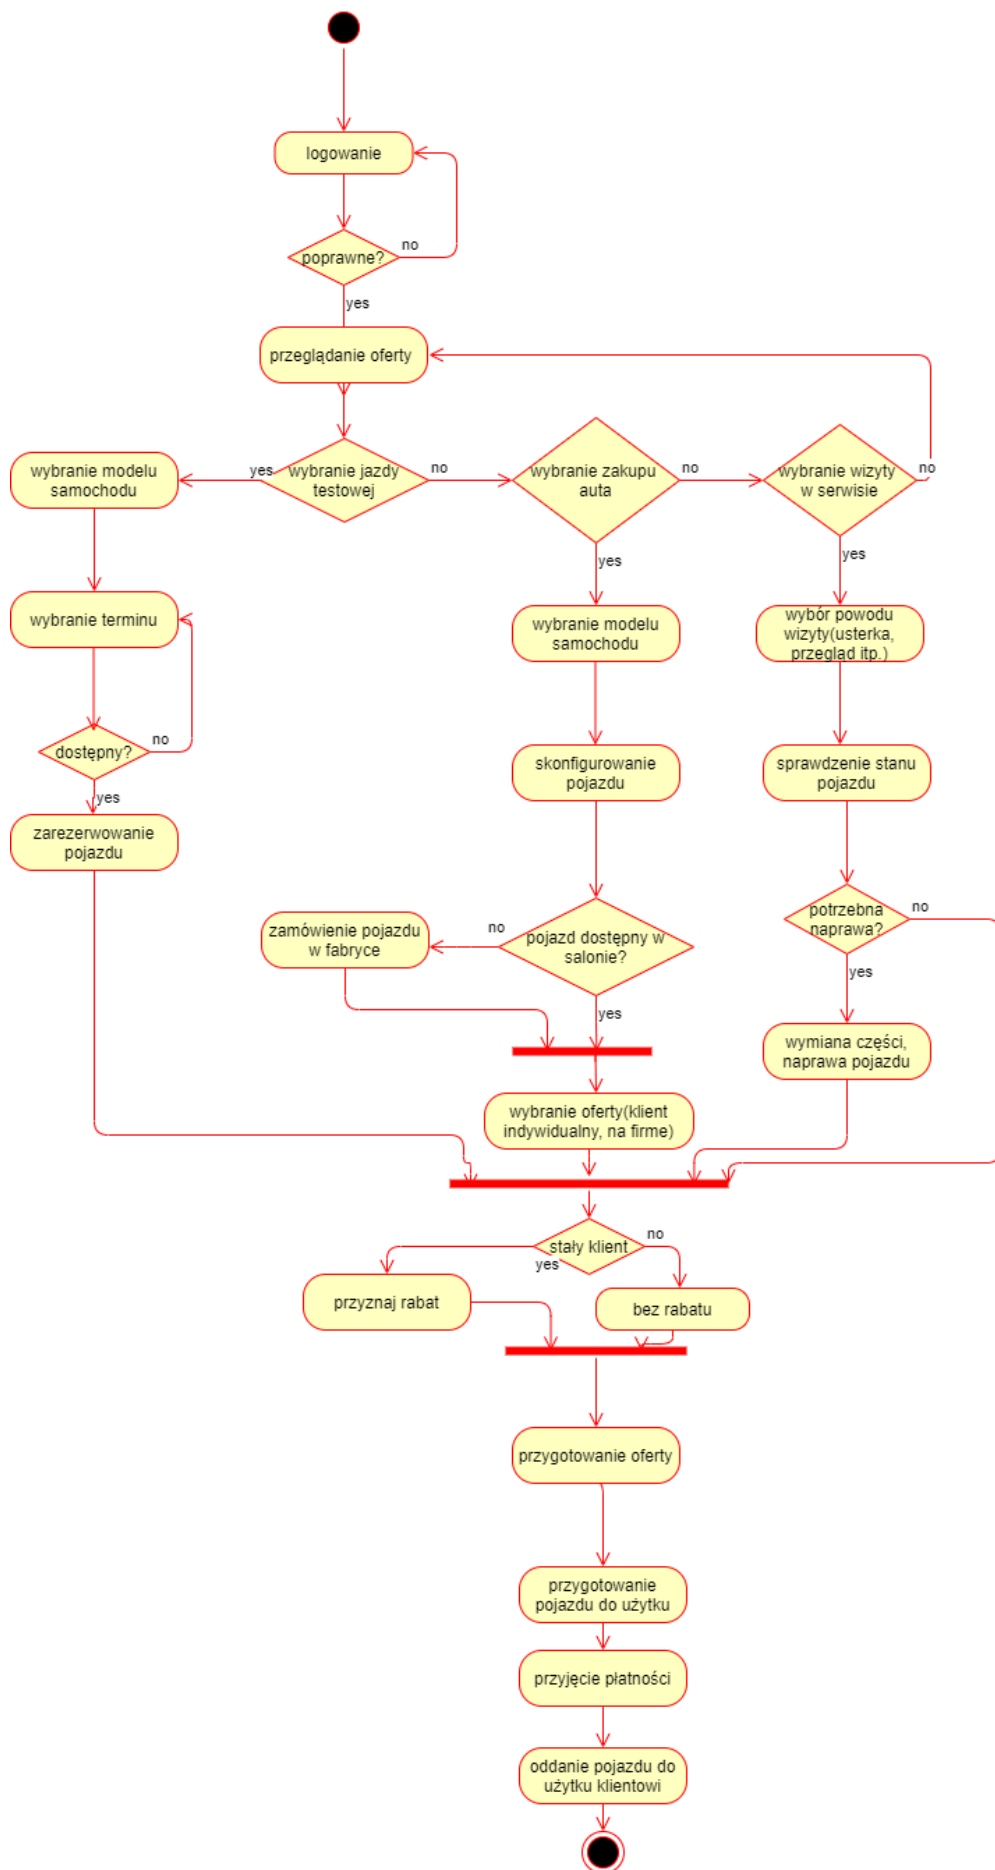 logowanie
no
poprawne?
yes
przeglądanie oferty
wybranie modelu
samochodu
yes
wybranie jazdy
testowej
no
wybranie zakupu
auta
no
wybranie wizyty
w serwisie
no
yes
yes
wybranie terminu
wybranie modelu
samochodu
wybór powodu
wizyty(usterka,
przegląd itp.)
dostępny?
no
yes
skonfigurowanie
pojazdu
sprawdzenie stanu
pojazdu
zarezerwowanie
pojazdu
zamówienie pojazdu
w fabryce
no
pojazd dostępny w
salonie?
yes
potrzebna
naprawa?
no
yes
wymiana części,
naprawa pojazdu
wybranie oferty(klient
indywidualny, na firme)
stały klient
no
yes
przyznaj rabat
bez rabatu
przygotowanie oferty
przygotowanie
pojazdu do użytku
przyjęcie płatności
oddanie pojazdu do
użytku klientowi